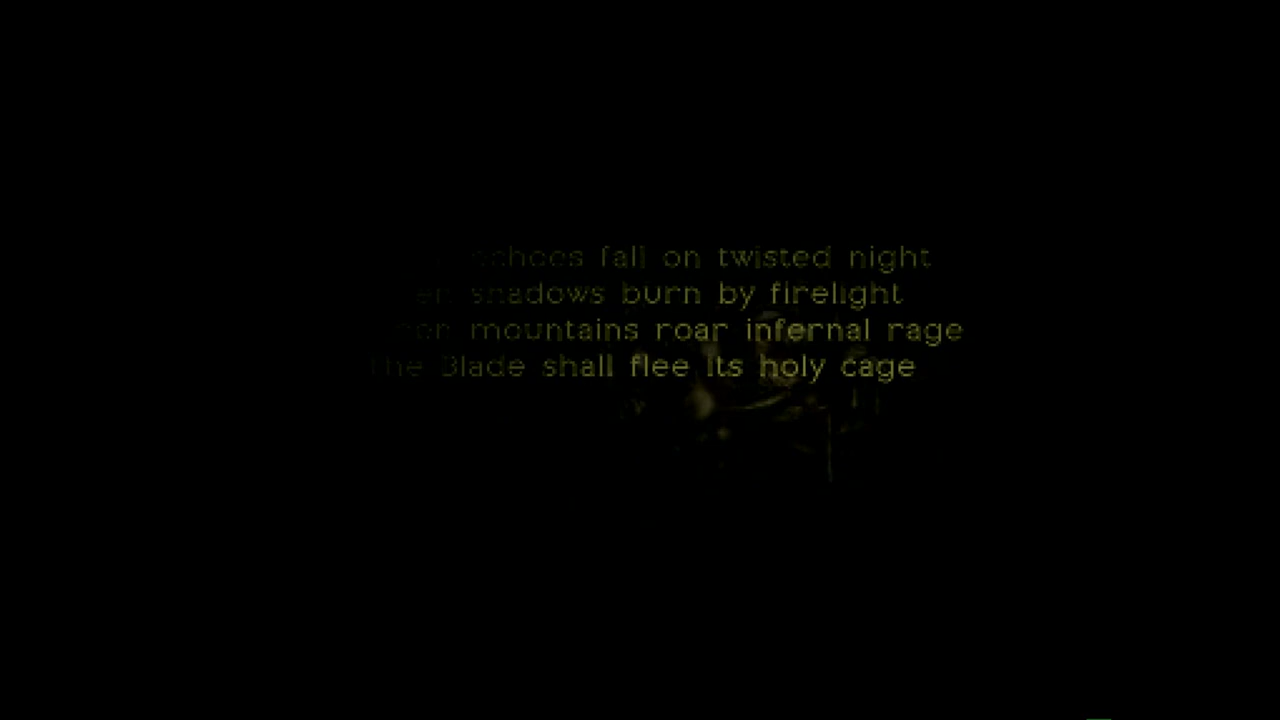 echoes fall on twisted night
shadows burn by firelight
mountains roar infernal rage
the Blade shall flee its holy cage